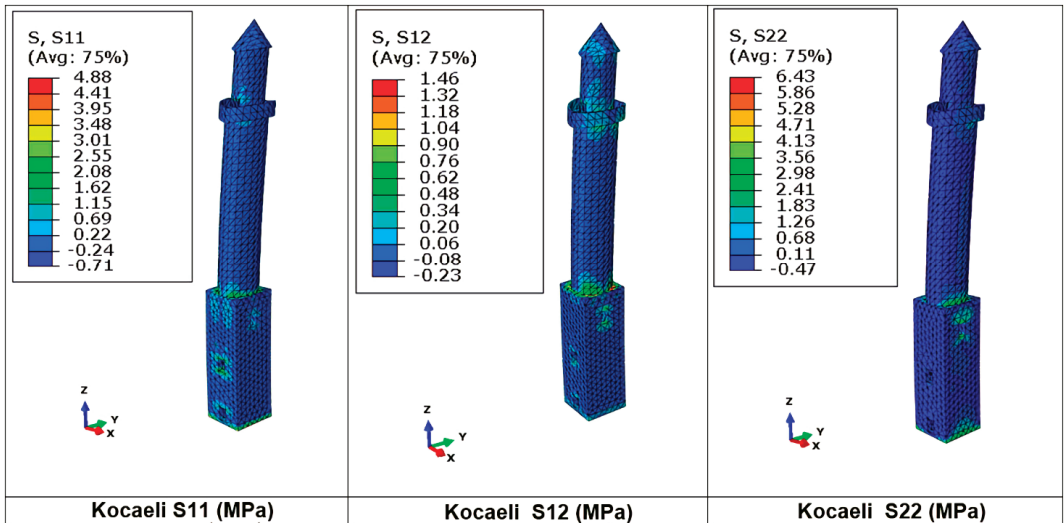 S, S11
(Avg: 75%)
4.88
4.41
3.95
3.48
3.01
2.55
2.08
1.62
1.15
0.69
0.22
-0.24
-0.71
Z
Y
X
Kocaeli S11 (MPa)
S, S12
(Avg: 75%)
1.46
1.32
1.18
1.04
0.90
0.76
0.62
0.48
0.34
0.20
0.06
-0.08
-0.23
Z
Y
X
Kocaeli S12 (MPa)
S, S22
(Avg: 75%)
6.43
5.86
5.28
4.71
4.13
3.56
2.98
2.41
1.83
1.26
0.68
0.11
-0.47
Z
Y
X
Kocaeli S22 (MPa)